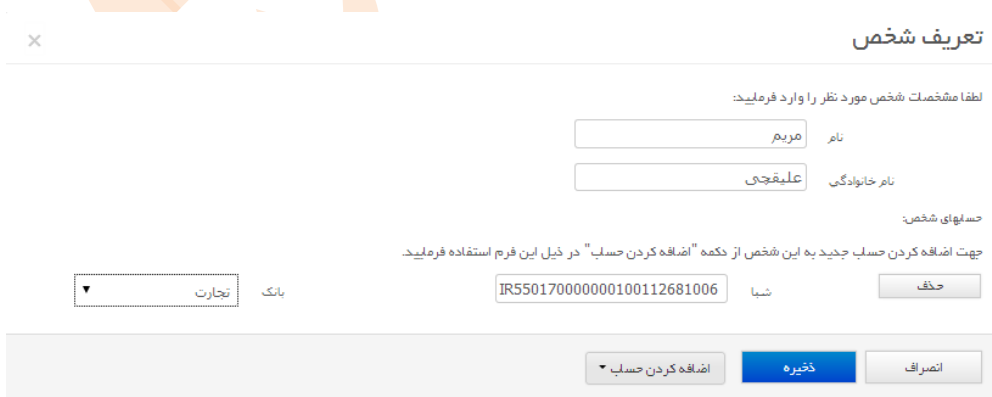 تعریف شخص ×
لطفا مشخصات شخص مورد نظر را وارد فرمایید:
نام مریم
نام خانوادگی علیقچی
حسابهای شخص:
جهت اضافه کردن حساب جدید به این شخص از دکمه "اضافه کردن حساب" در ذیل این فرم استفاده فرمایید.
حذف شبا IR550170000000100112681006 بانک تجارت
انصراف ذخیره اضافه کردن حساب